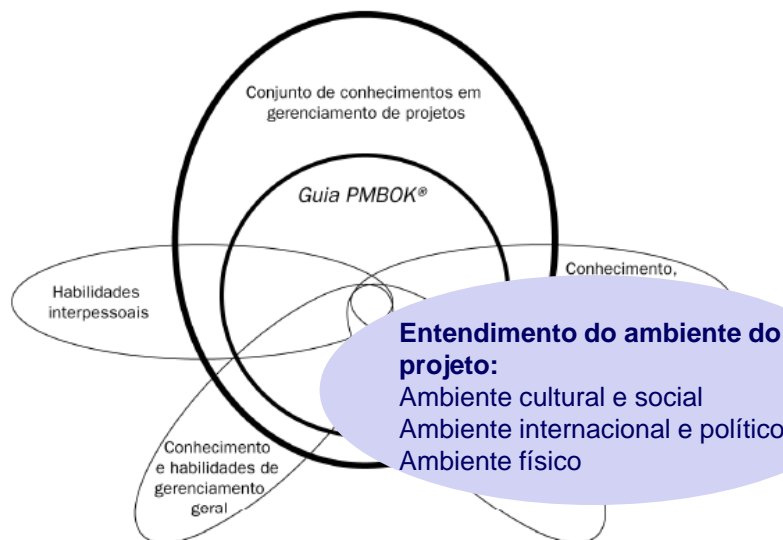 Conjunto de conhecimentos em
gerenciamento de projetos
Guia PMBOK®
Habilidades
interpessoais
Conhecimento,
Entendimento do ambiente do
projeto:
Ambiente cultural e social
Ambiente internacional e político
Ambiente físico
Conhecimento
e habilidades de
gerenciamento
geral